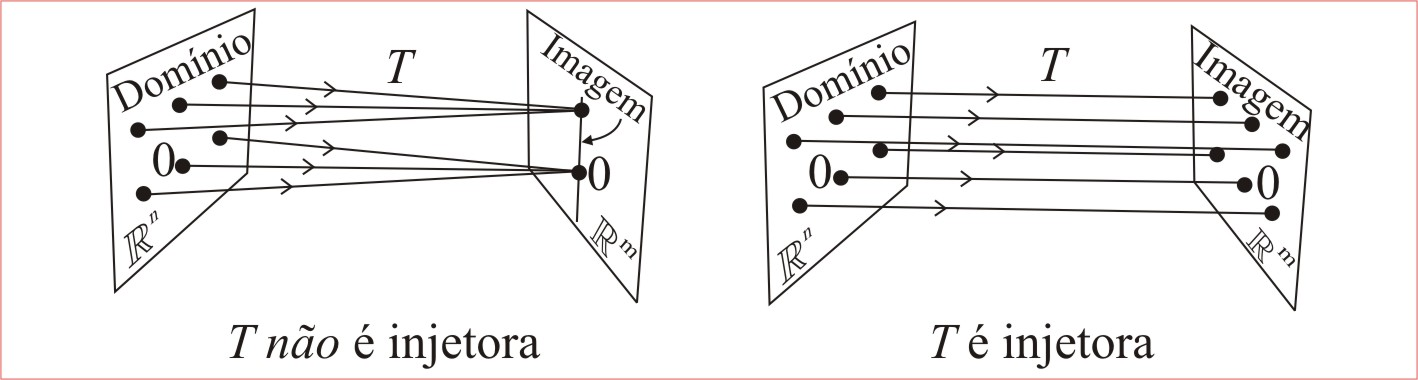 Domínio
T
Imagem
0
0
ℝⁿ
ℝᵐ
T não é injetora
Domínio
T
Imagem
0
0
ℝⁿ
ℝᵐ
T é injetora